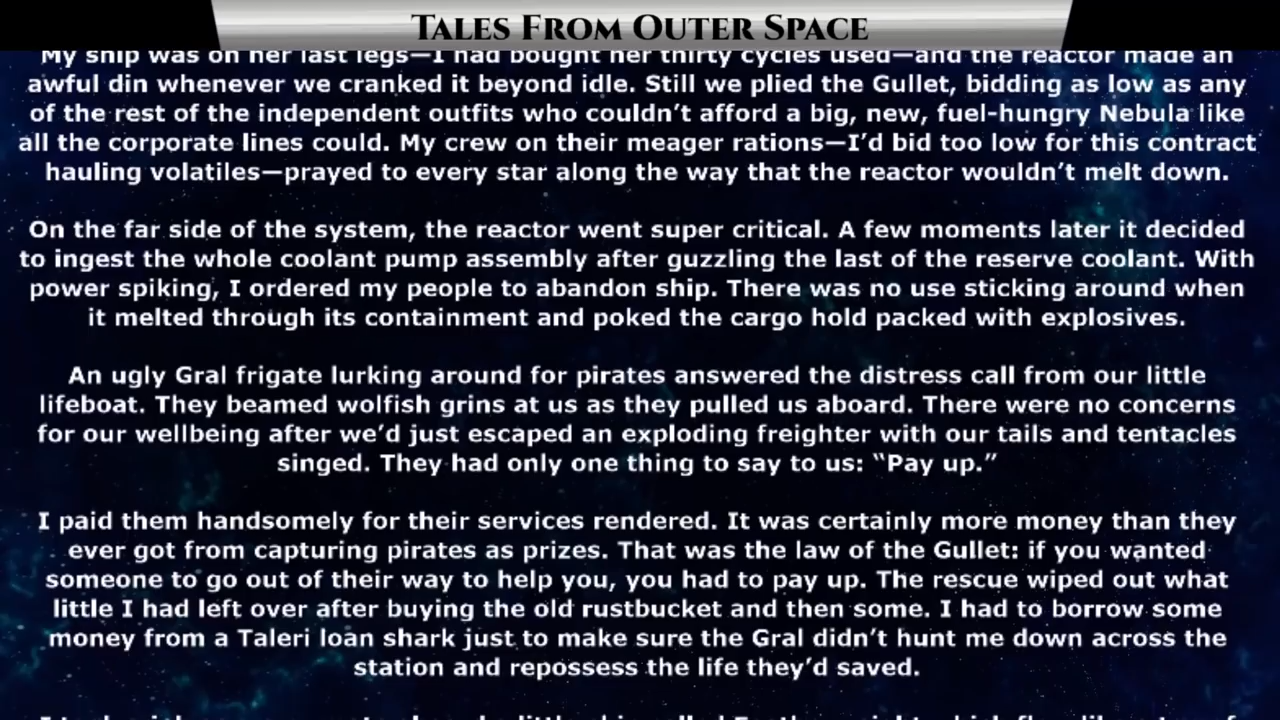 Tales From Outer Space
My ship was on her last legs—I had bought her thirty cycles used—and the reactor made an
awful din whenever we cranked it beyond idle. Still we plied the Gullet, bidding as low as any
of the rest of the independent outfits who couldn’t afford a big, new, fuel-hungry Nebula like
all the corporate lines could. My crew on their meager rations—I’d bid too low for this contract
hauling volatiles—prayed to every star along the way that the reactor wouldn’t melt down.
On the far side of the system, the reactor went super critical. A few moments later it decided
to ingest the whole coolant pump assembly after guzzling the last of the reserve coolant. With
power spiking, I ordered my people to abandon ship. There was no use sticking around when
it melted through its containment and poked the cargo hold packed with explosives.
An ugly Gral frigate lurking around for pirates answered the distress call from our little
lifeboat. They beamed wolfish grins at us as they pulled us aboard. There were no concerns
for our wellbeing after we’d just escaped an exploding freighter with our tails and tentacles
singed. They had only one thing to say to us: “Pay up.”
I paid them handsomely for their services rendered. It was certainly more money than they
ever got from capturing pirates as prizes. That was the law of the Gullet: if you wanted
someone to go out of their way to help you, you had to pay up. The rescue wiped out what
little I had left over after buying the old rustbucket and then some. I had to borrow some
money from a Taleri loan shark just to make sure the Gral didn’t hunt me down across the
station and repossess the life they’d saved.